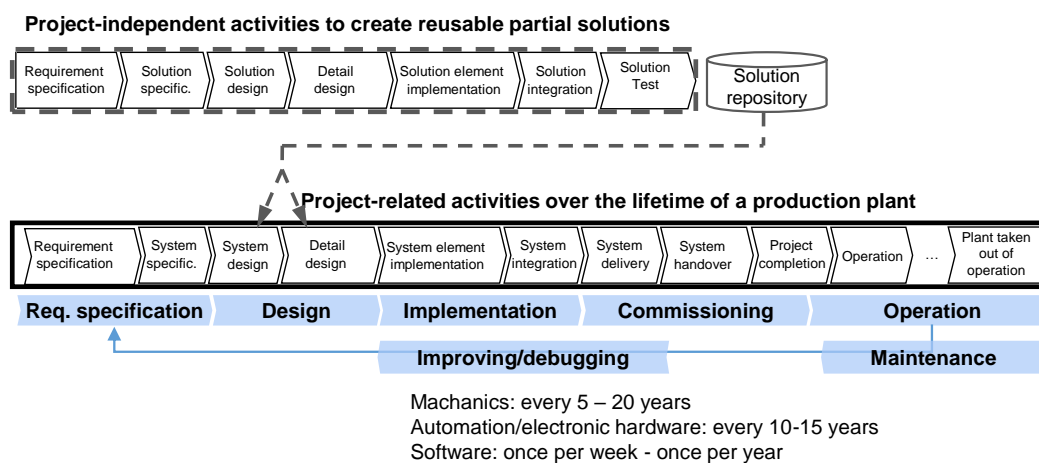 Project-independent activities to create reusable partial solutions
Requirement
specification
Solution
specific.
Solution
design
Detail
design
Solution element
implementation
Solution
integration
Solution
Test
Solution
repository
Project-related activities over the lifetime of a production plant
Requirement
specification
System
specific.
System
design
Detail
design
System element
implementation
System
integration
System
delivery
System
handover
Project
completion
Operation
...
Plant taken
out of
operation
Req. specification
Design
Implementation
Commissioning
Operation
Improving/debugging
Maintenance
Machanics: every 5 – 20 years
Automation/electronic hardware: every 10-15 years
Software: once per week - once per year